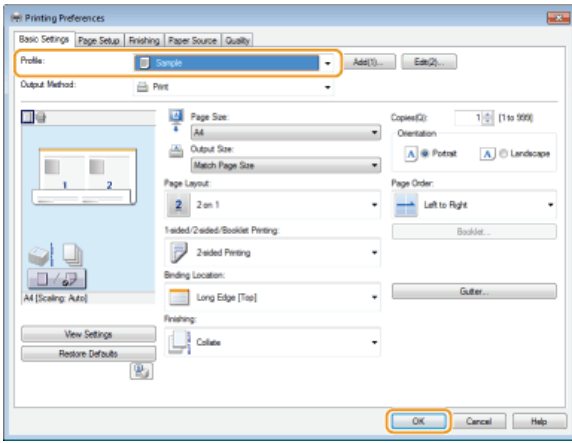 Printing Preferences
Basic Settings Page Setup Finishing Paper Source Quality
Profile: Sample Add(1)... Edit(2)...
Output Method: Print
Page Size: Copies(Q): 1 [1 to 999]
A4 Orientation
Output Size: A Portrait A Landscape
Match Page Size
Page Layout: Page Order:
2 2 on 1 Left to Right
1 2
1-sided/2-sided/Booklet Printing: Booklet...
2-sided Printing
Binding Location:
A4 [Scaling: Auto] Long Edge [Top] Gutter...
Finishing:
View Settings Collate
Restore Defaults
OK Cancel Help